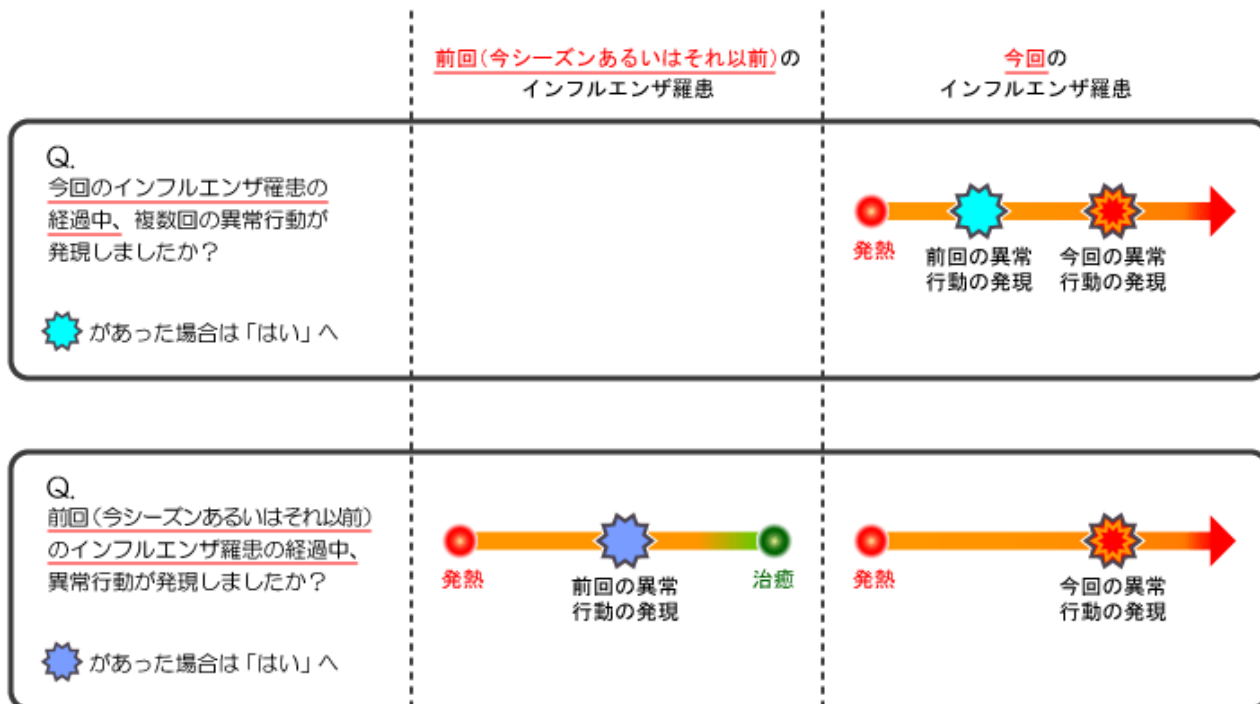 前回(今シーズンあるいはそれ以前)の
インフルエンザ羅患
今回の
インフルエンザ羅患
Q.
今回のインフルエンザ罹患の
経過中、複数回の異常行動が
発現しましたか？
があった場合は「はい」へ
発熱
前回の異常
行動の発現
今回の異常
行動の発現
Q.
前回(今シーズンあるいはそれ以前)
のインフルエンザ羅患の経過中、
異常行動が発現しましたか？
があった場合は「はい」へ
発熱
前回の異常
行動の発現
治癒
発熱
今回の異常
行動の発現